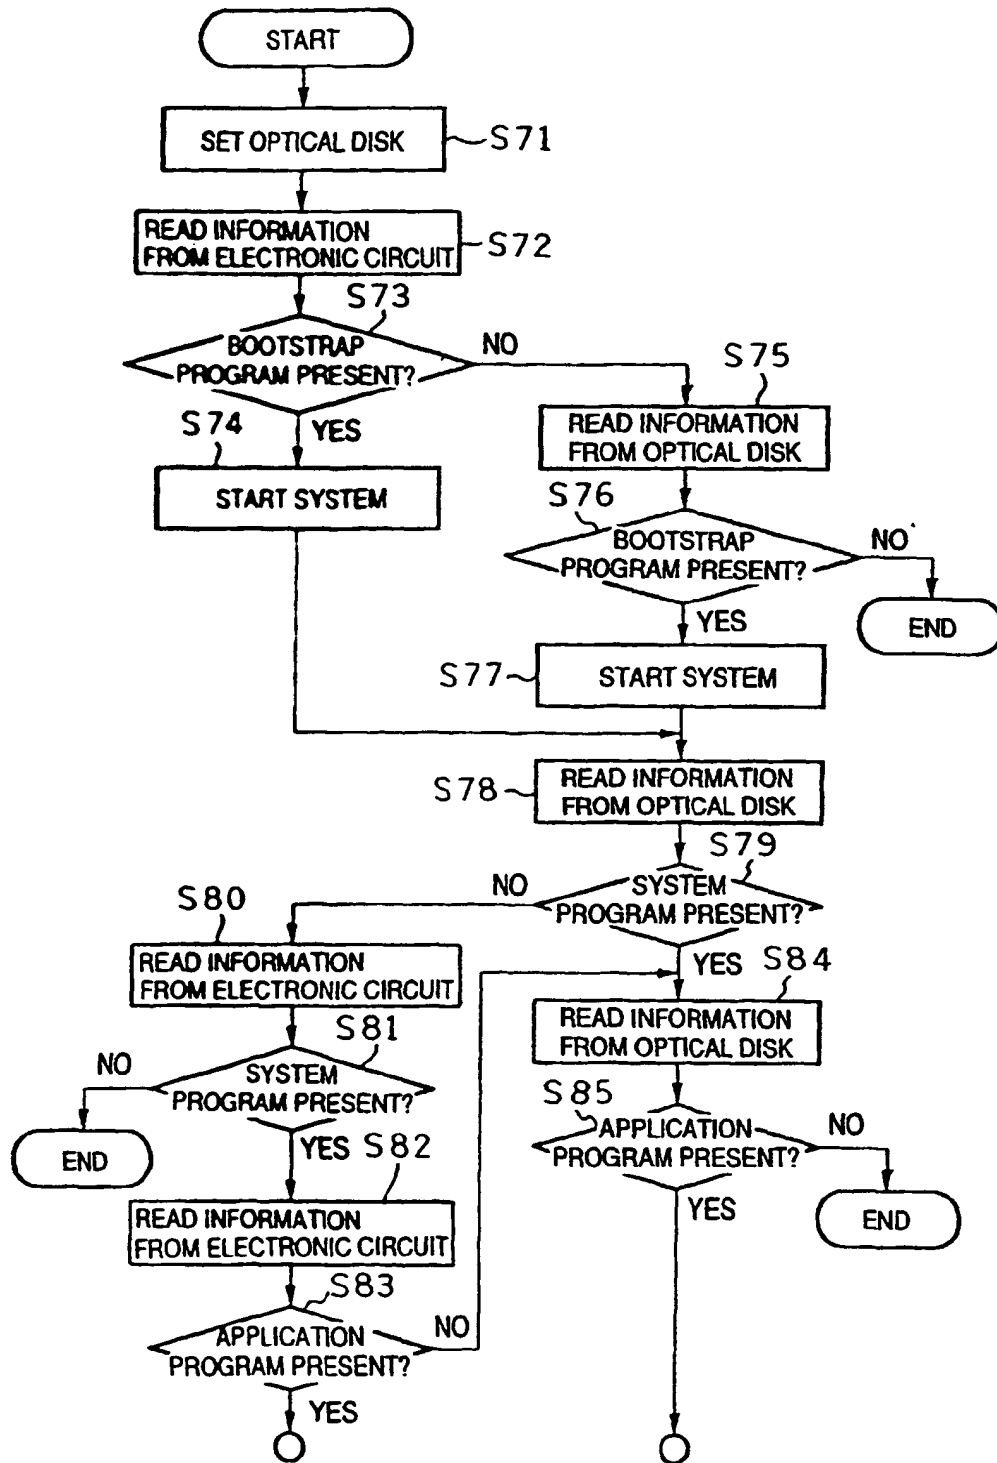 START
SET OPTICAL DISK
S71
READ INFORMATION
FROM ELECTRONIC CIRCUIT
S72
S73
BOOTSTRAP
PROGRAM PRESENT?
NO
YES
S74
START SYSTEM
S75
READ INFORMATION
FROM OPTICAL DISK
S76
BOOTSTRAP
PROGRAM PRESENT?
NO
END
YES
S77
START SYSTEM
S78
READ INFORMATION
FROM OPTICAL DISK
S79
SYSTEM
PROGRAM PRESENT?
NO
YES
S80
READ INFORMATION
FROM ELECTRONIC CIRCUIT
S81
SYSTEM
PROGRAM PRESENT?
NO
END
YES
S82
READ INFORMATION
FROM ELECTRONIC CIRCUIT
S83
APPLICATION
PROGRAM PRESENT?
NO
YES
S84
READ INFORMATION
FROM OPTICAL DISK
S85
APPLICATION
PROGRAM PRESENT?
NO
END
YES